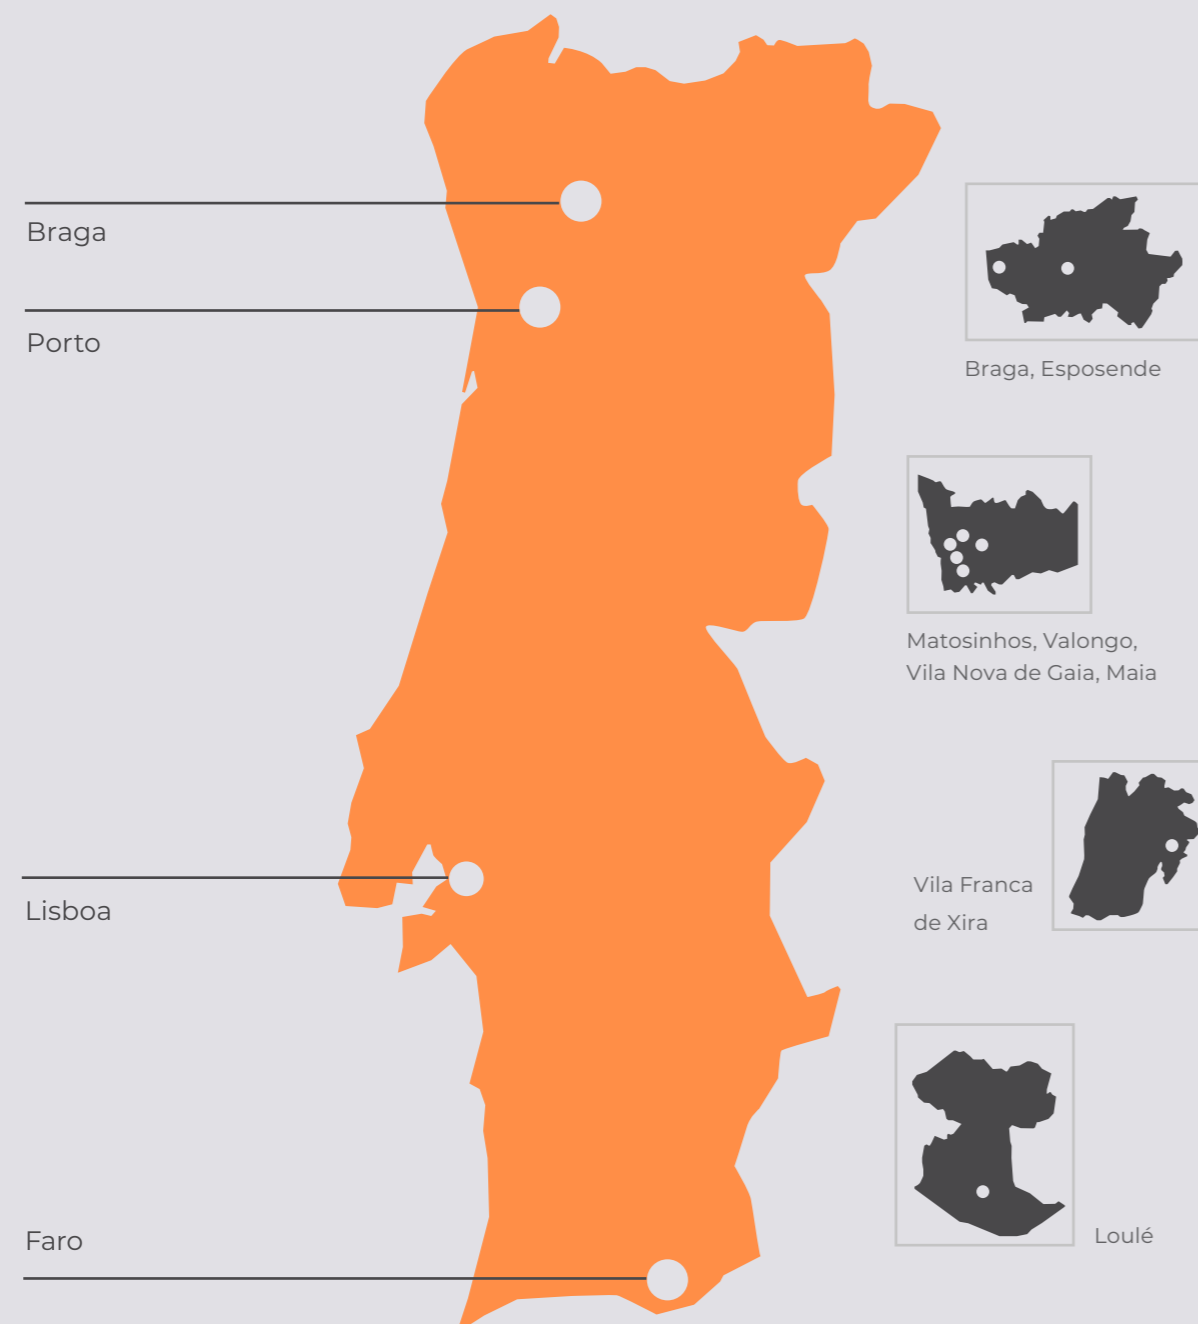 Braga
Porto
Braga, Esposende
Matosinhos, Valongo,
Vila Nova de Gaia, Maia
Vila Franca
de Xira
Lisboa
Faro
Loulé